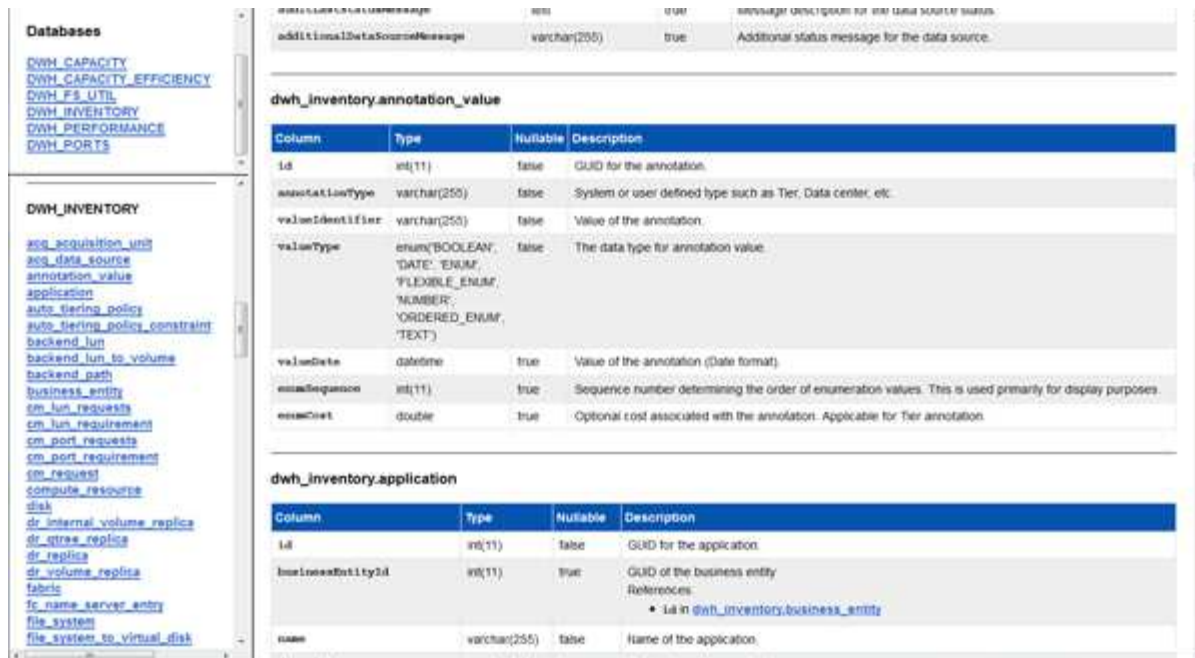 Databases
DWH_CAPACITY
DWH_CAPACITY_EFFICIENCY
DWH_FS_UTIL
DWH_INVENTORY
DWH_PERFORMANCE
DWH_PORTS
DWH_INVENTORY
acq_acquisition_unit
acq_data_source
annotation_value
application
auto_tiering_policy
auto_tiering_policy_constraint
backend_lun
backend_lun_to_volume
backend_path
business_entity
cm_lun_requests
cm_lun_requirement
cm_port_requests
cm_port_requirement
cm_request
compute_resource
disk
dr_internal_volume_replica
dr_qtree_replica
dr_replica
dr_volume_replica
fabric
fc_name_server_entry
file_system
file_system_to_virtual_disk
text true Message description for the data source status.
additionalDataSourceMessage varchar(255) true Additional status message for the data source.
dwh_inventory.annotation_value
Column Type Nullable Description
id int(11) false GUID for the annotation.
annotationType varchar(255) false System or user defined type such as Tier, Data center, etc.
valueIdentifier varchar(255) false Value of the annotation.
valueType enum('BOOLEAN', false The data type for annotation value.
'DATE', 'ENUM',
'FLEXIBLE_ENUM',
'NUMBER',
'ORDERED_ENUM',
'TEXT')
valueDate datetime true Value of the annotation (Date format).
enumSequence int(11) true Sequence number determining the order of enumeration values. This is used primarily for display purposes.
enumCost double true Optional cost associated with the annotation. Applicable for Tier annotation.
dwh_inventory.application
Column Type Nullable Description
id int(11) false GUID for the application.
businessEntityId int(11) true GUID of the business entity
References:
• id in dwh_inventory.business_entity
name varchar(255) false Name of the application.